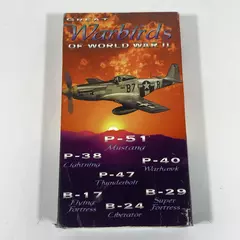 GREAT
Warbirds
OF WORLD WAR II
P-51
Mustang
P-38
Lightning
P-40
Warhawk
P-47
Thunderbolt
B-17
Flying
Fortress
B-24
Liberator
B-29
Super
Fortress